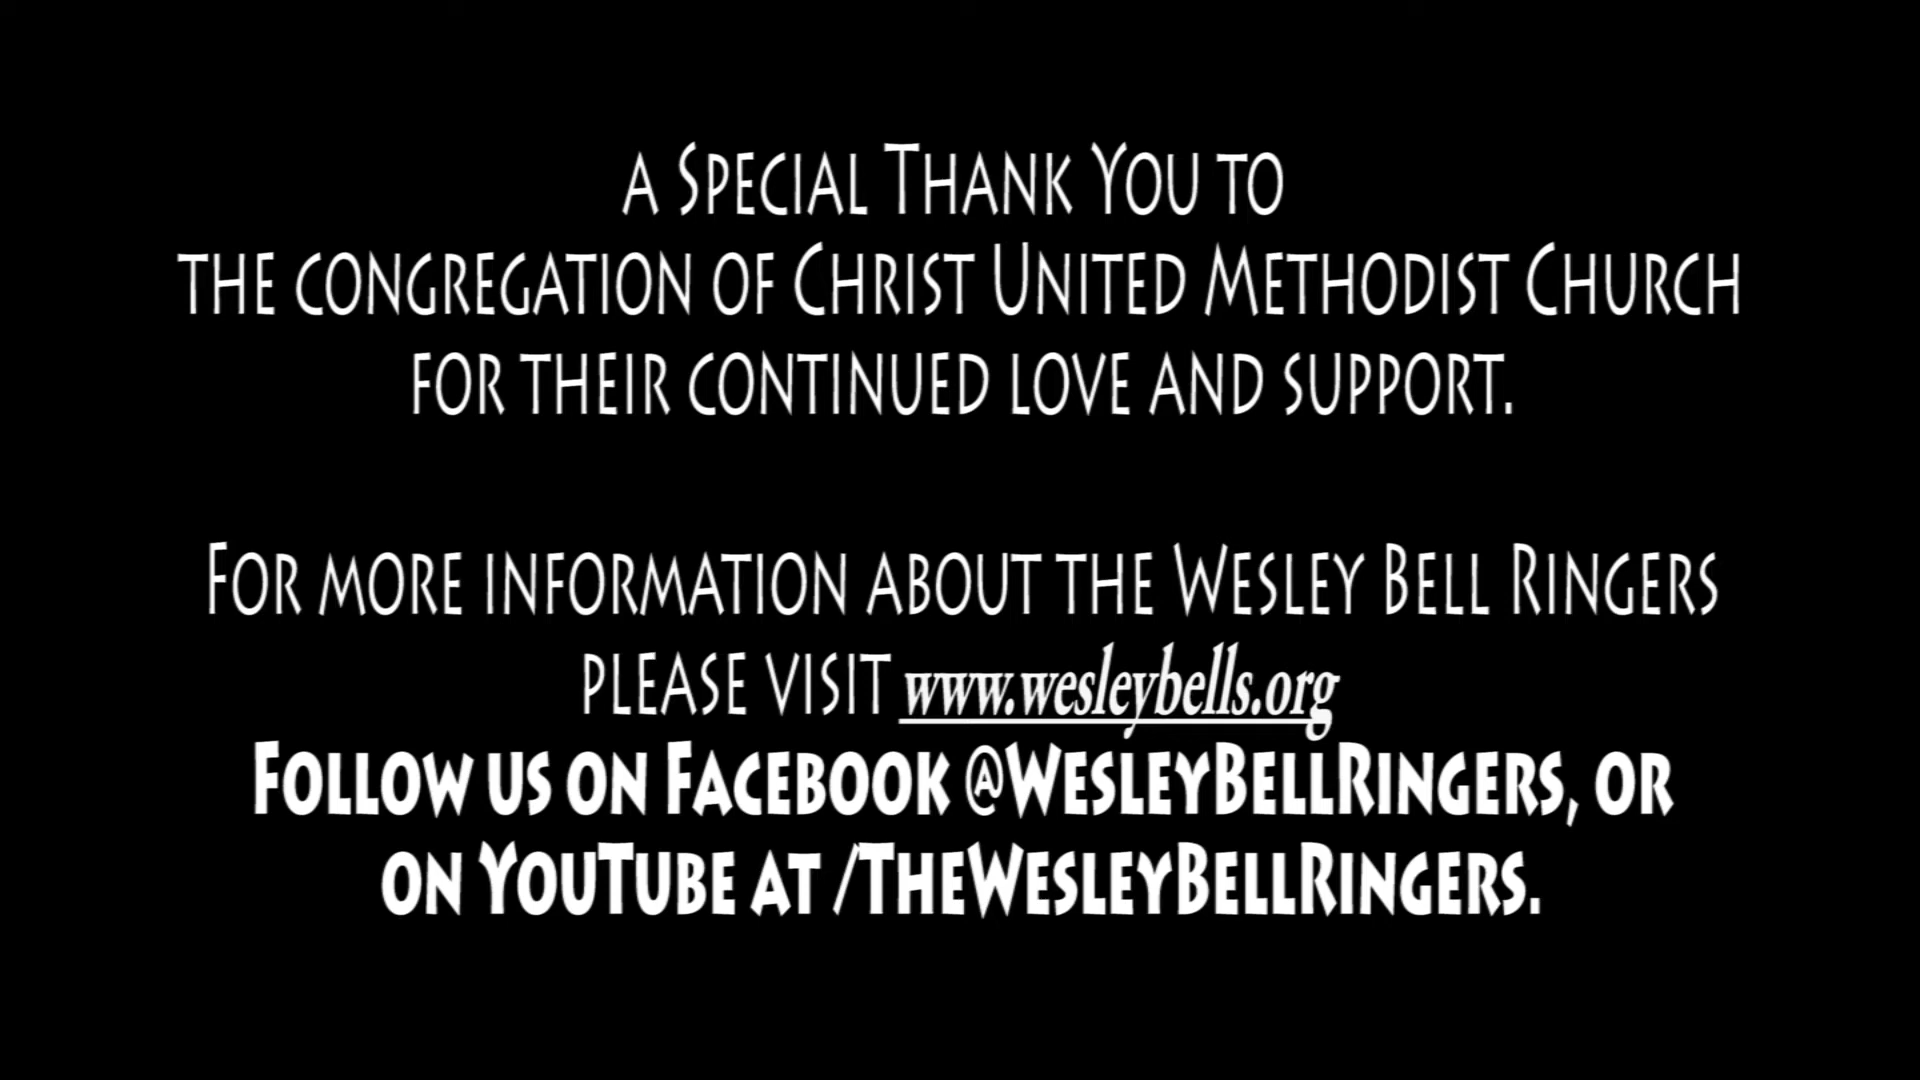 A Special Thank You to
the congregation of Christ United Methodist Church
for their continued love and support.
For more information about the Wesley Bell Ringers
please visit www.wesleybells.org
Follow us on Facebook @WesleyBellRingers, or
on YouTube at /TheWesleyBellRingers.